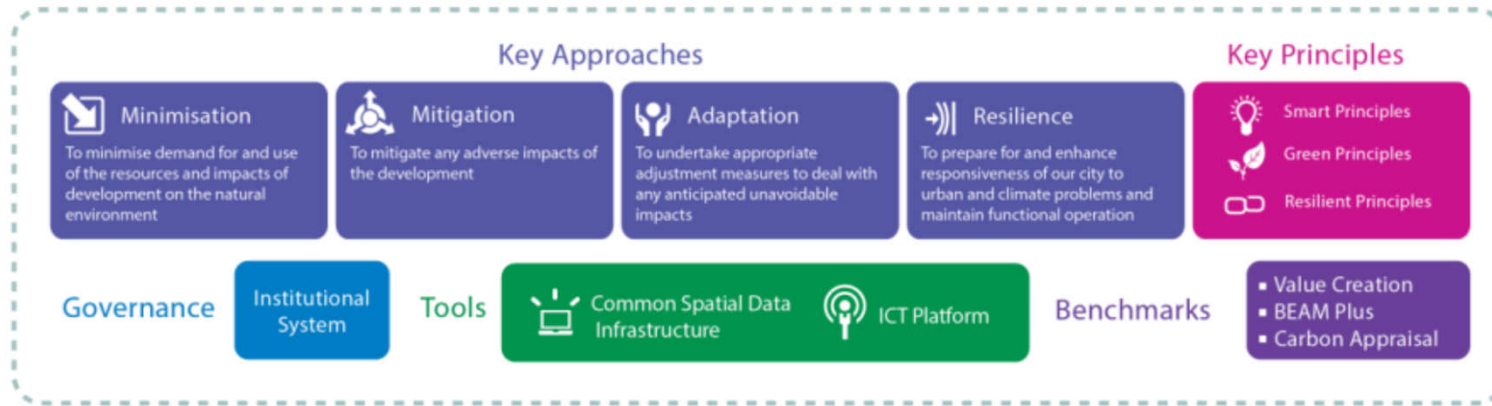 Key Approaches
Key Principles
Minimisation
To minimise demand for and use
of the resources and impacts of
development on the natural
environment
Mitigation
To mitigate any adverse impacts of
the development
Adaptation
To undertake appropriate
adjustment measures to deal with
any anticipated unavoidable
impacts
Resilience
To prepare for and enhance
responsiveness of our city to
urban and climate problems and
maintain functional operation
Smart Principles
Green Principles
Resilient Principles
Governance
Institutional
System
Tools
Common Spatial Data
Infrastructure
ICT Platform
Benchmarks
▪ Value Creation
▪ BEAM Plus
▪ Carbon Appraisal